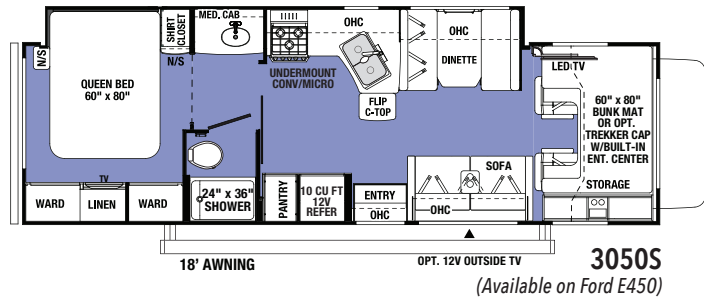 N/S
QUEEN BED
60" x 80"
SHIRT
CLOSET
N/S
MED. CAB
OHC
UNDERMOUNT
CONV/MICRO
FLIP
C-TOP
OHC
DINETTE
LED TV
60" x 80"
BUNK MAT
OR OPT.
TREKKER CAP
W/BUILT-IN
ENT. CENTER
STORAGE
TV
WARD
LINEN
WARD
24" x 36"
SHOWER
PANTRY
10 CU FT
12V
REFER
ENTRY
OHC
SOFA
OHC
18' AWNING
OPT. 12V OUTSIDE TV
3050S
(Available on Ford E450)